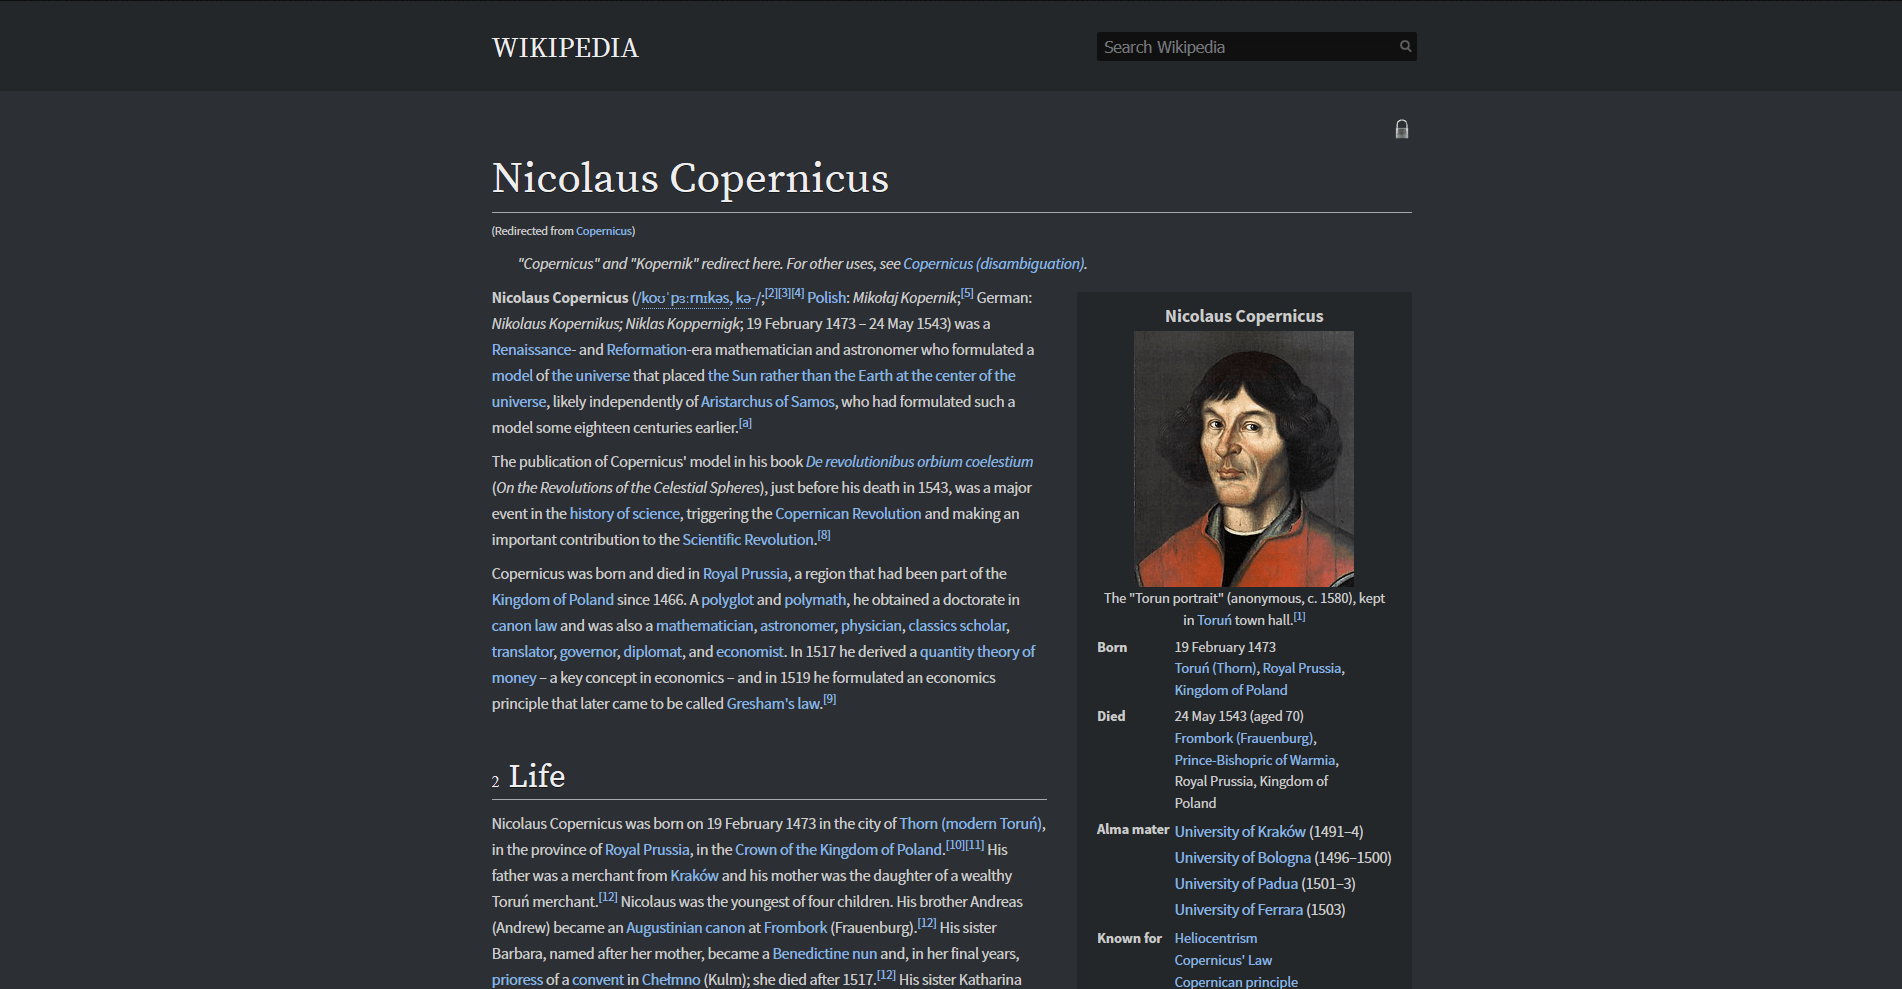 WIKIPEDIA
Search Wikipedia
Nicolaus Copernicus
(Redirected from Copernicus)
"Copernicus" and "Kopernik" redirect here. For other uses, see Copernicus (disambiguation).
Nicolaus Copernicus (/koʊˈpɜːrnɪkəs, kə-/;[2][3][4] Polish: Mikołaj Kopernik;[5] German:
Nikolaus Kopernikus; Niklas Koppernigk; 19 February 1473 – 24 May 1543) was a
Renaissance- and Reformation-era mathematician and astronomer who formulated a
model of the universe that placed the Sun rather than the Earth at the center of the
universe, likely independently of Aristarchus of Samos, who had formulated such a
model some eighteen centuries earlier.[a]
The publication of Copernicus' model in his book De revolutionibus orbium coelestium
(On the Revolutions of the Celestial Spheres), just before his death in 1543, was a major
event in the history of science, triggering the Copernican Revolution and making an
important contribution to the Scientific Revolution.[8]
Copernicus was born and died in Royal Prussia, a region that had been part of the
Kingdom of Poland since 1466. A polyglot and polymath, he obtained a doctorate in
canon law and was also a mathematician, astronomer, physician, classics scholar,
translator, governor, diplomat, and economist. In 1517 he derived a quantity theory of
money – a key concept in economics – and in 1519 he formulated an economics
principle that later came to be called Gresham's law.[9]
2 Life
Nicolaus Copernicus was born on 19 February 1473 in the city of Thorn (modern Toruń),
in the province of Royal Prussia, in the Crown of the Kingdom of Poland.[10][11] His
father was a merchant from Kraków and his mother was the daughter of a wealthy
Toruń merchant.[12] Nicolaus was the youngest of four children. His brother Andreas
(Andrew) became an Augustinian canon at Frombork (Frauenburg).[12] His sister
Barbara, named after her mother, became a Benedictine nun and, in her final years,
prioress of a convent in Chełmno (Kulm); she died after 1517.[12] His sister Katharina
Nicolaus Copernicus
The "Torun portrait" (anonymous, c. 1580), kept
in Toruń town hall.[1]
Born 19 February 1473
Toruń (Thorn), Royal Prussia,
Kingdom of Poland
Died 24 May 1543 (aged 70)
Frombork (Frauenburg),
Prince-Bishopric of Warmia,
Royal Prussia, Kingdom of
Poland
Alma mater University of Kraków (1491–4)
University of Bologna (1496–1500)
University of Padua (1501–3)
University of Ferrara (1503)
Known for Heliocentrism
Copernicus' Law
Copernican principle